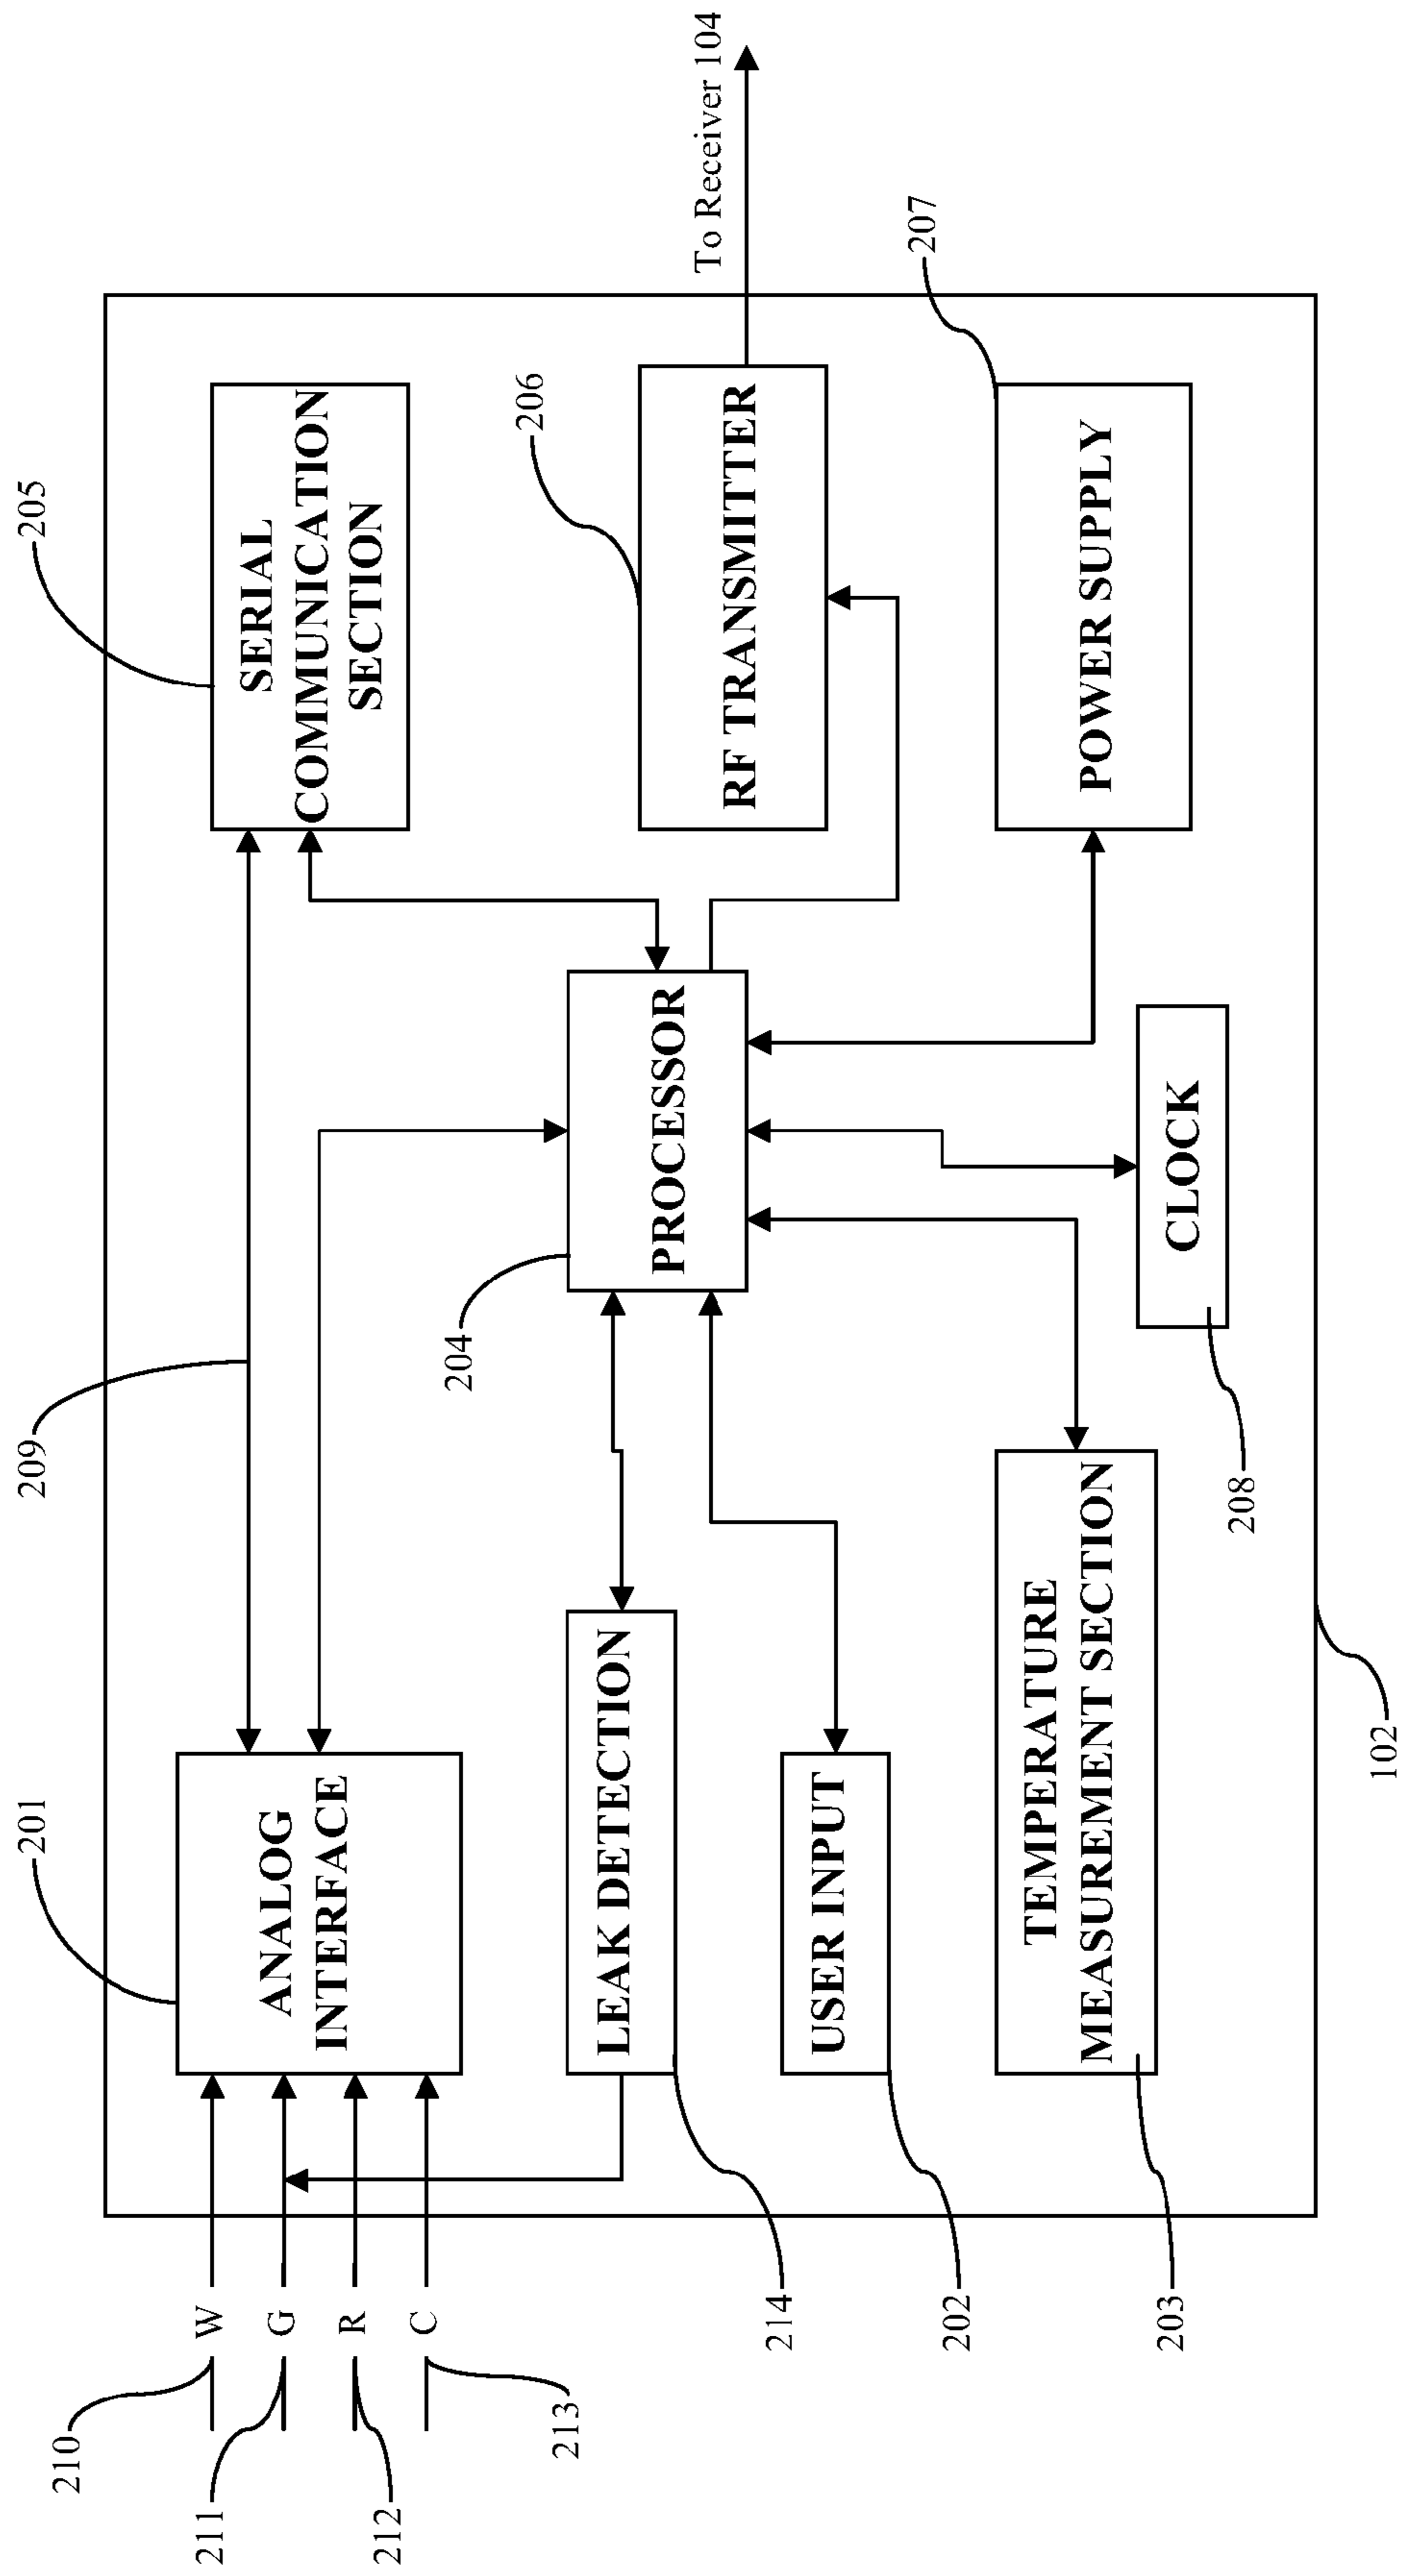 201
209
205
210
W
211
G
212
R
C
213
ANALOG
INTERFACE
SERIAL
COMMUNICATION
SECTION
204
206
LEAK DETECTION
PROCESSOR
RF TRANSMITTER
To Receiver 104
214
USER INPUT
202
207
TEMPERATURE
MEASUREMENT SECTION
203
CLOCK
208
POWER SUPPLY
102